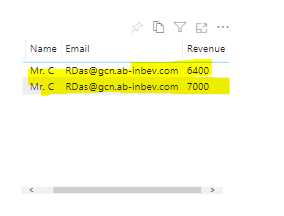 Name Email Revenue
Mr. C RDas@gcn.ab-inbev.com 6400
Mr. C RDas@gcn.ab-inbev.com 7000